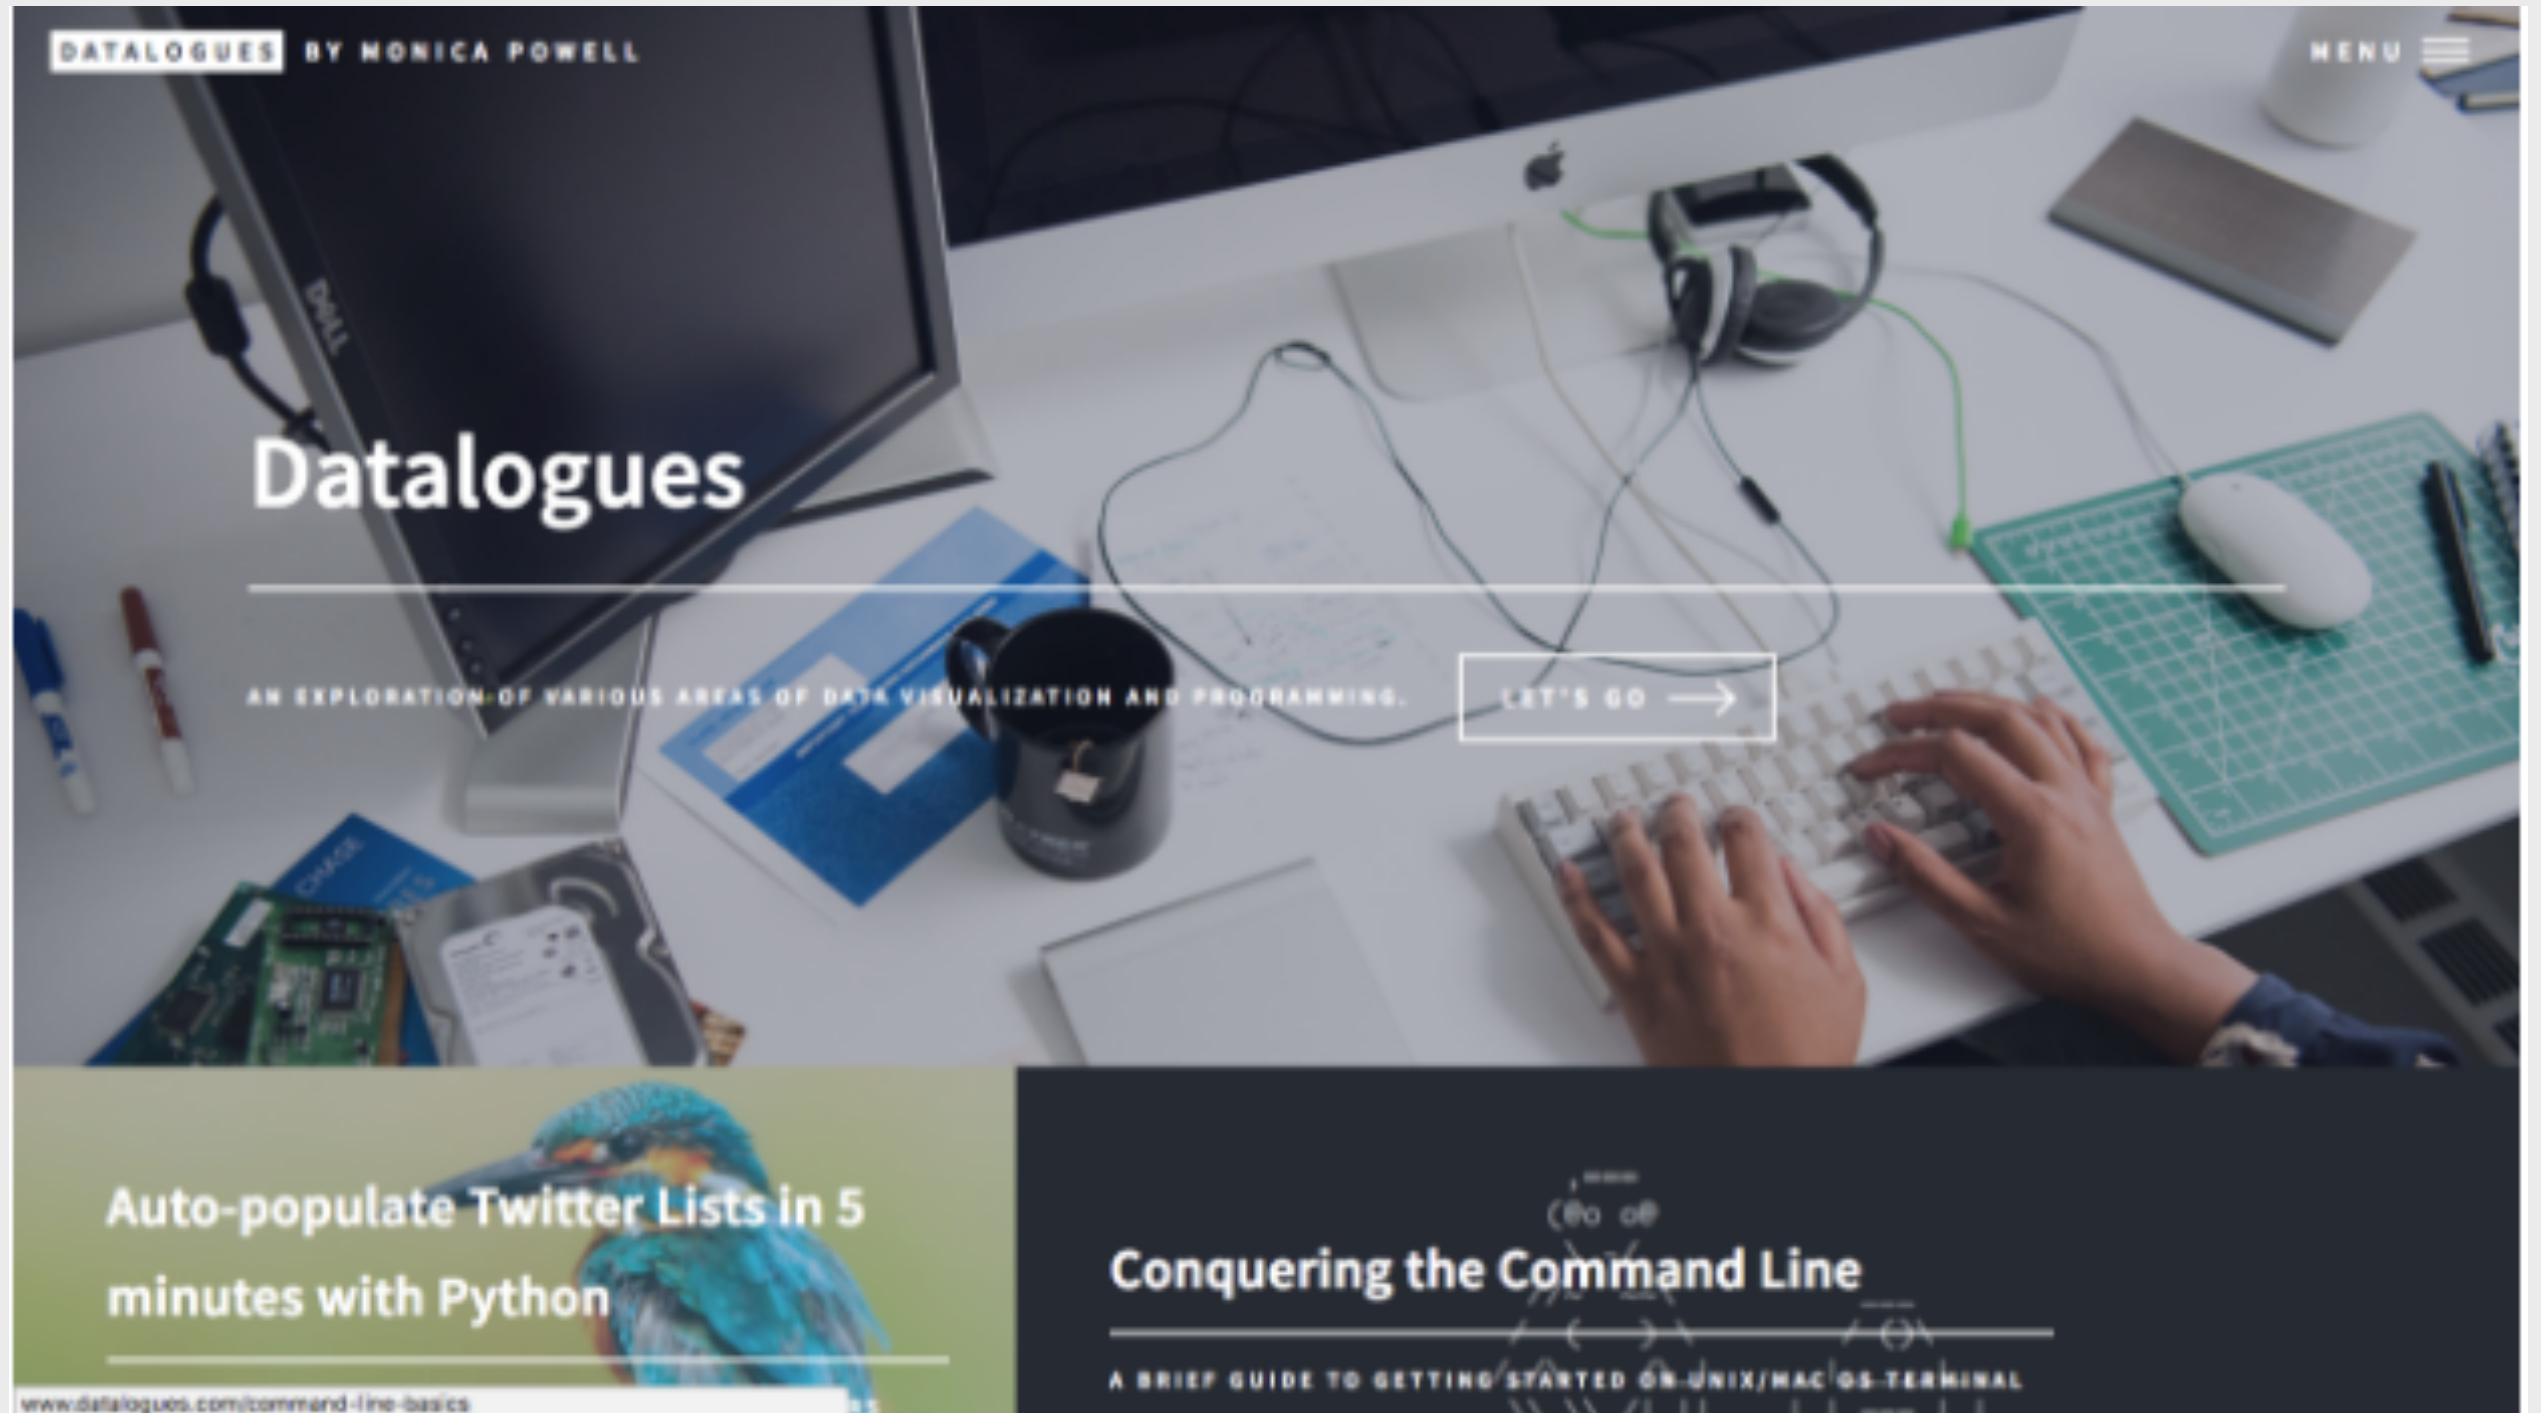 DATALOGUES BY MONICA POWELL
MENU
DELL
Datalogues
AN EXPLORATION OF VARIOUS AREAS OF DATA VISUALIZATION AND PROGRAMMING.
LET'S GO
CHASE
Auto-populate Twitter Lists in 5
minutes with Python
Conquering the Command Line
A BRIEF GUIDE TO GETTING STARTED ON UNIX/MAC OS TERMINAL
www.datalogues.com/command-line-basics